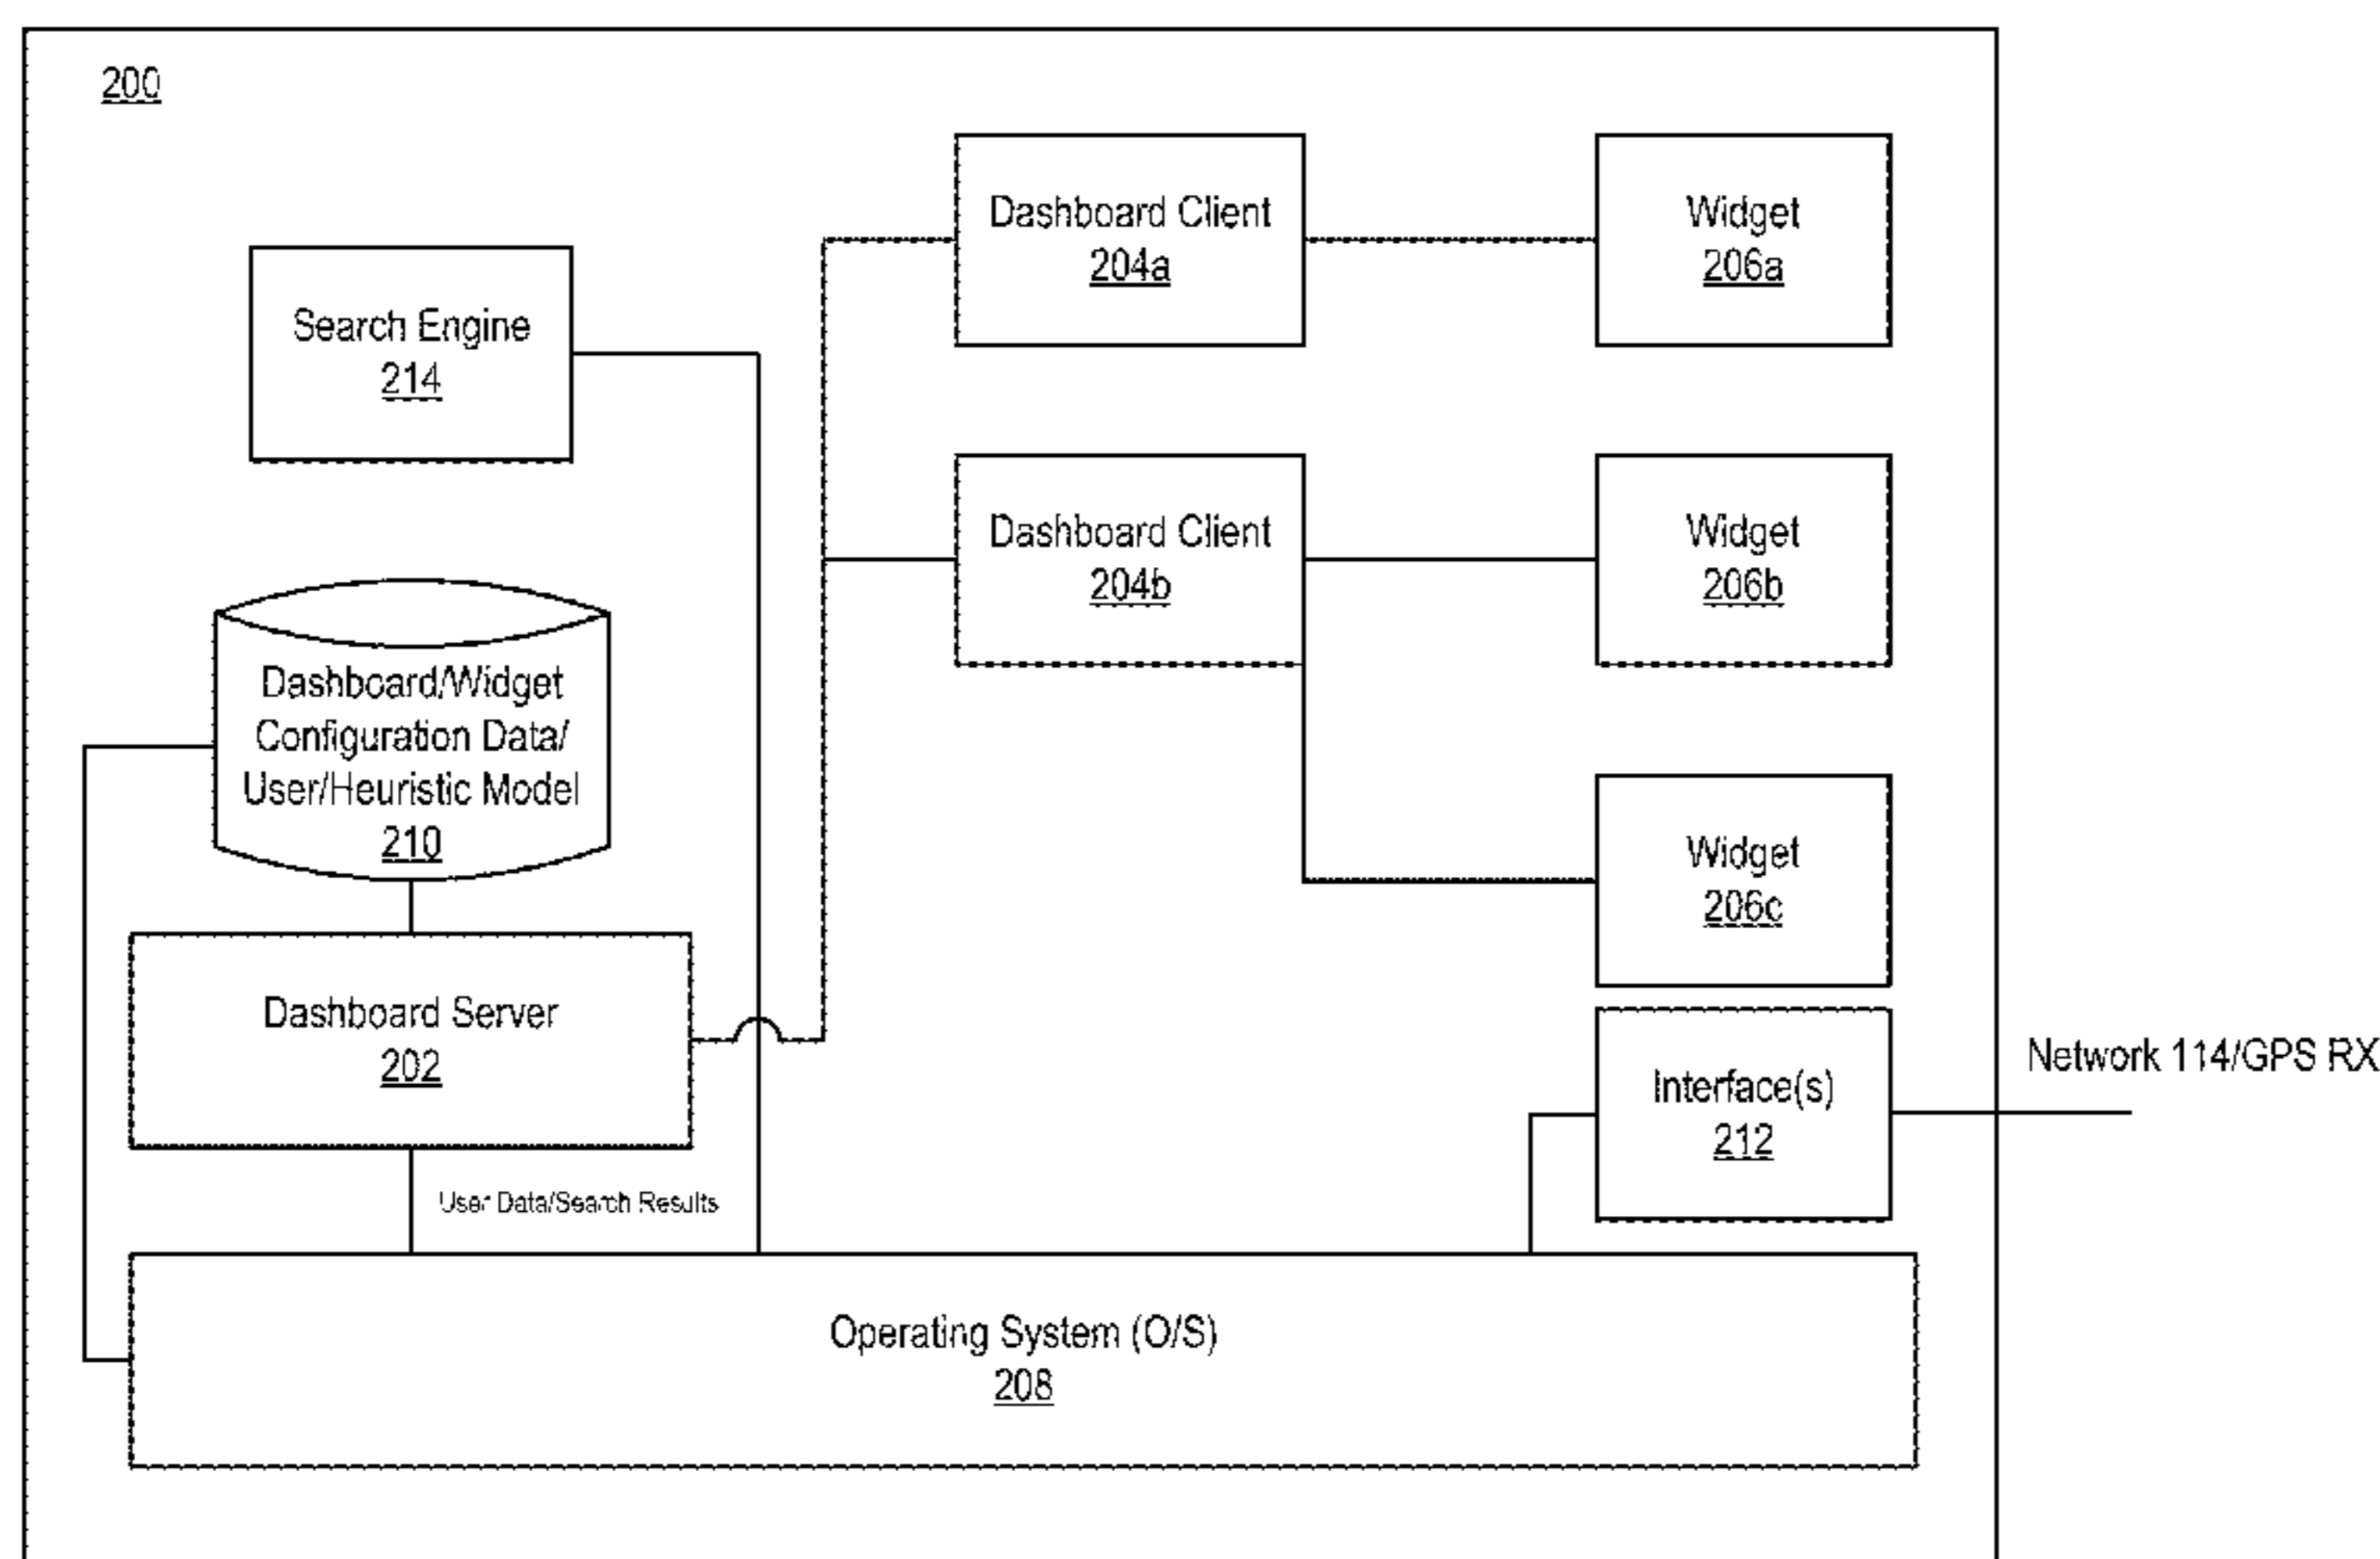 200
Dashboard Client
204a
Widget
206a
Search Engine
214
Dashboard Client
204b
Widget
206b
Dashboard/Widget
Configuration Data/
User/Heuristic Model
210
Widget
206c
Dashboard Server
202
Interface(s)
212
Network 114/GPS RX
User Data/Search Results
Operating System (O/S)
208